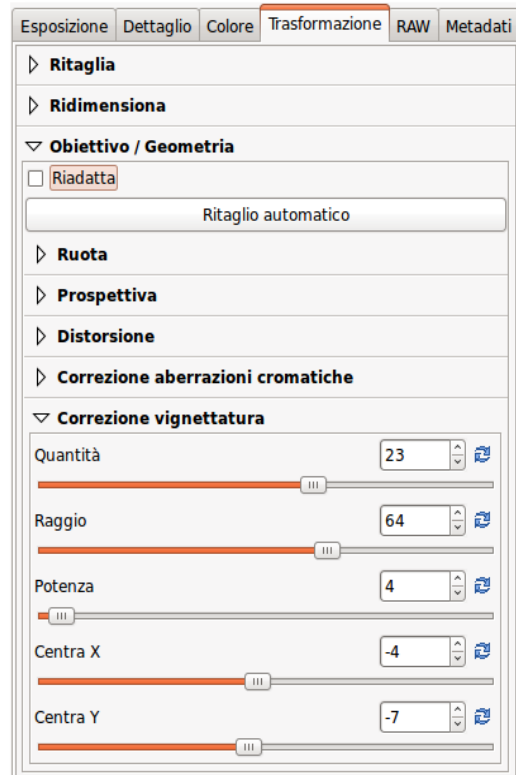 Esposizione Dettaglio Colore Trasformazione RAW Metadati
Ritaglia
Ridimensiona
Obiettivo / Geometria
Riadatta
Ritaglio automatico
Ruota
Prospettiva
Distorsione
Correzione aberrazioni cromatiche
Correzione vignettatura
Quantità 23
Raggio 64
Potenza 4
Centra X -4
Centra Y -7